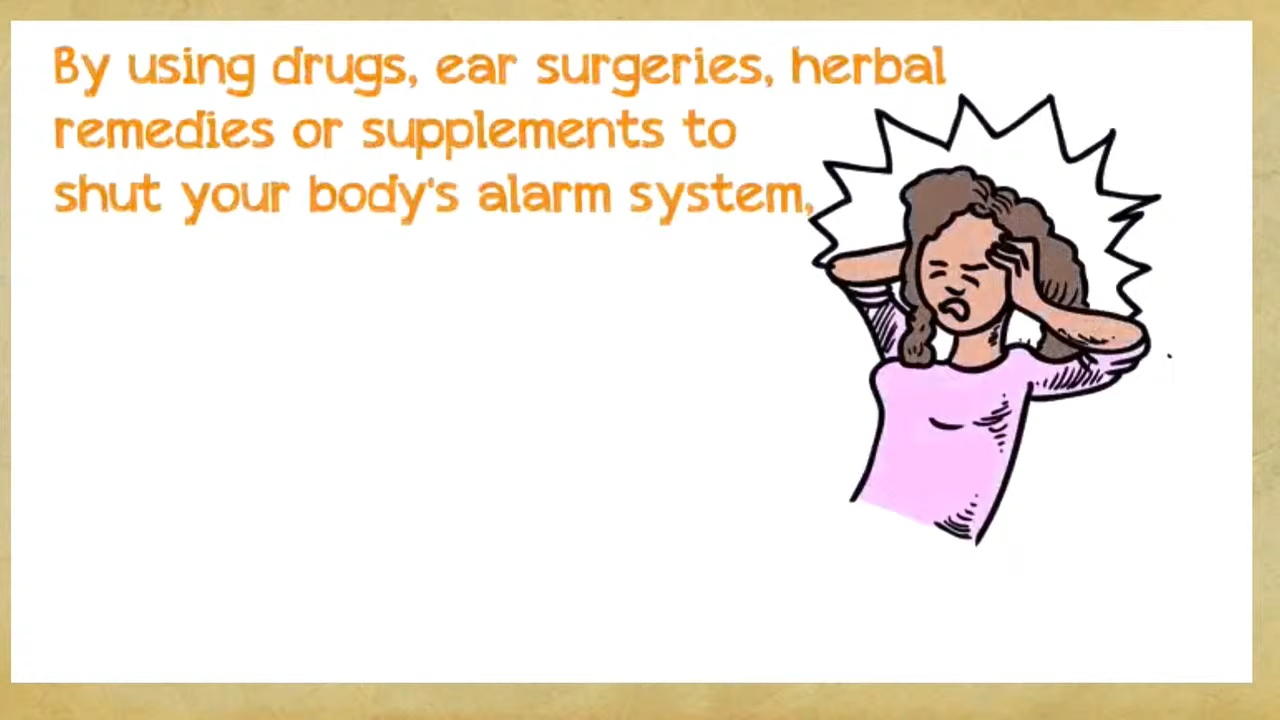 By using drugs, ear surgeries, herbal
remedies or supplements to
shut your body's alarm system,